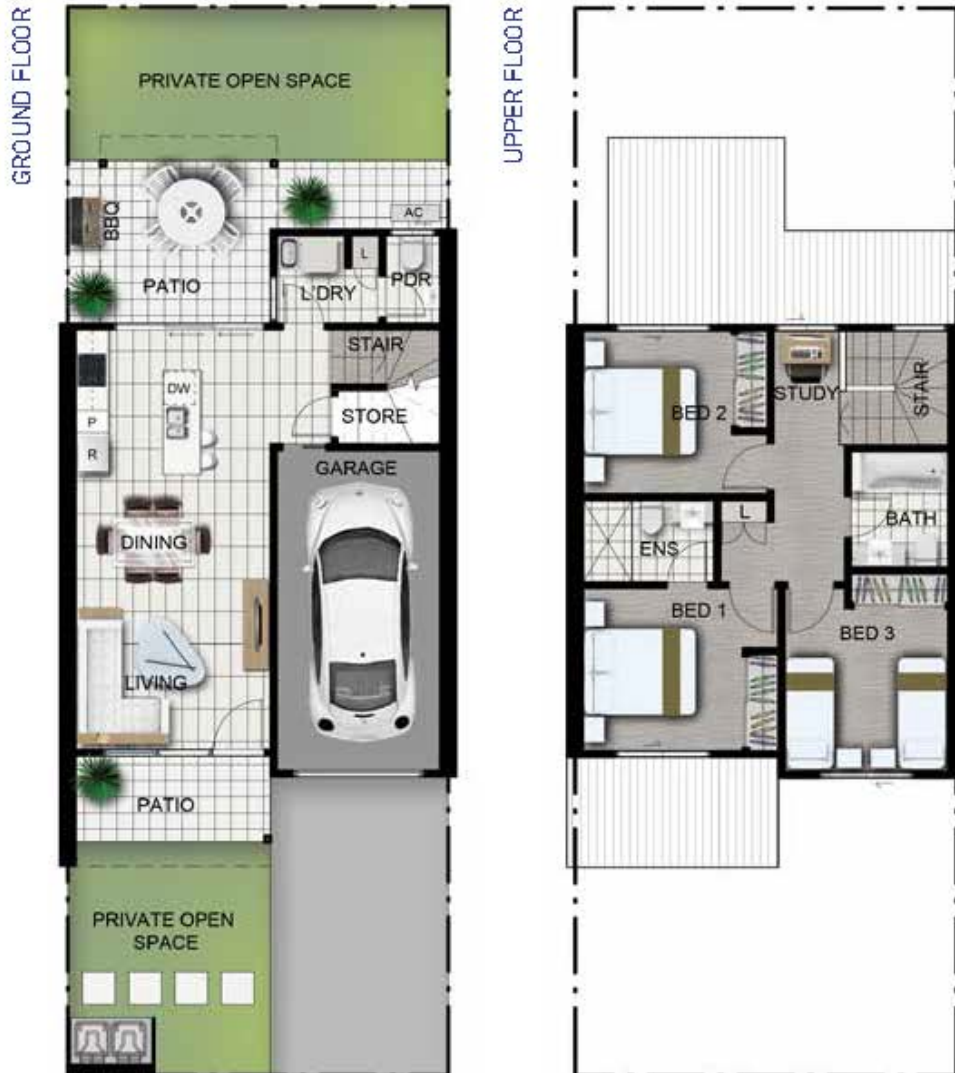 GROUND FLOOR
PRIVATE OPEN SPACE
BBQ
AC
PATIO
L'DRY
L
PDR
STAIR
DW
STORE
P
R
GARAGE
DINING
LIVING
PATIO
PRIVATE OPEN
SPACE
UPPER FLOOR
BED 2
STUDY
STAIR
L
BATH
ENS
BED 1
BED 3